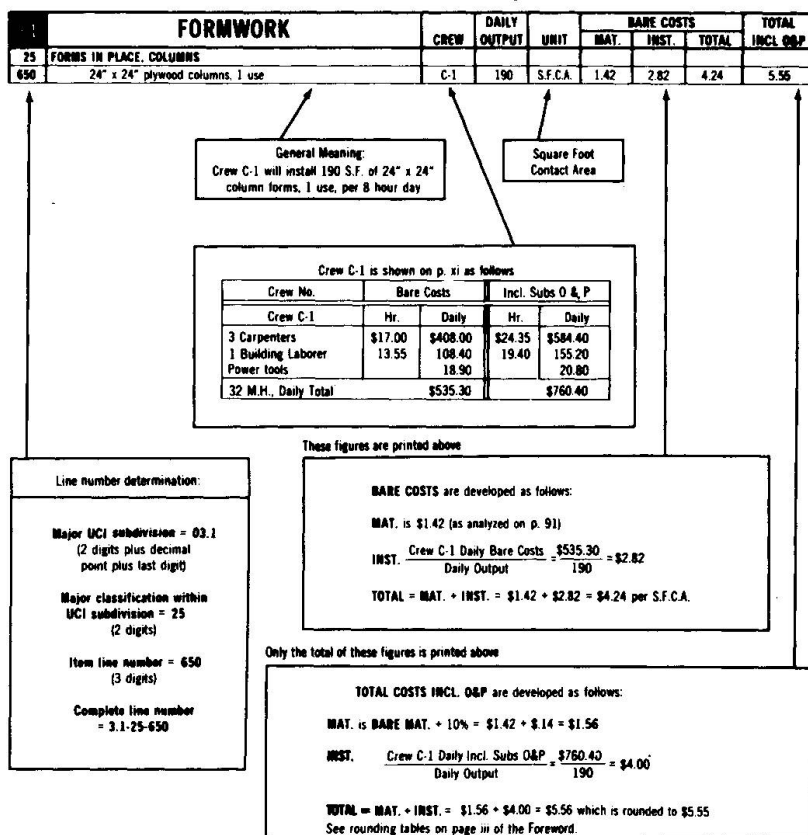 .1 FORMWORK CREW DAILY OUTPUT UNIT BARE COSTS MAT. INST. TOTAL TOTAL INCL O&P
25 FORMS IN PLACE, COLUMNS
650 24" x 24" plywood columns, 1 use C-1 190 S.F.C.A. 1.42 2.82 4.24 5.55
General Meaning:
Crew C-1 will install 190 S.F. of 24" x 24"
column forms, 1 use, per 8 hour day
Square Foot
Contact Area
Crew C-1 is shown on p. xi as follows
Crew No. Bare Costs Incl. Subs O & P
Crew C-1 Hr. Daily Hr. Daily
3 Carpenters $17.00 $408.00 $24.35 $584.40
1 Building Laborer 13.55 108.40 19.40 155.20
Power tools 18.90 20.80
32 M.H., Daily Total $535.30 $760.40
These figures are printed above
Line number determination:
Major UCI subdivision = 03.1
(2 digits plus decimal
point plus last digit)
Major classification within
UCI subdivision = 25
(2 digits)
Item line number = 650
(3 digits)
Complete line number
= 3.1-25-650
BARE COSTS are developed as follows:
MAT. is $1.42 (as analyzed on p. 91)
INST. Crew C-1 Daily Bare Costs / Daily Output = $535.30 / 190 = $2.82
TOTAL = MAT. + INST. = $1.42 + $2.82 = $4.24 per S.F.C.A.
Only the total of these figures is printed above
TOTAL COSTS INCL. O&P are developed as follows:
MAT. is BARE MAT. + 10% = $1.42 + $.14 = $1.56
INST. Crew C-1 Daily Incl. Subs O&P / Daily Output = $760.40 / 190 = $4.00
TOTAL = MAT. + INST. = $1.56 + $4.00 = $5.56 which is rounded to $5.55
See rounding tables on page iii of the Foreword.